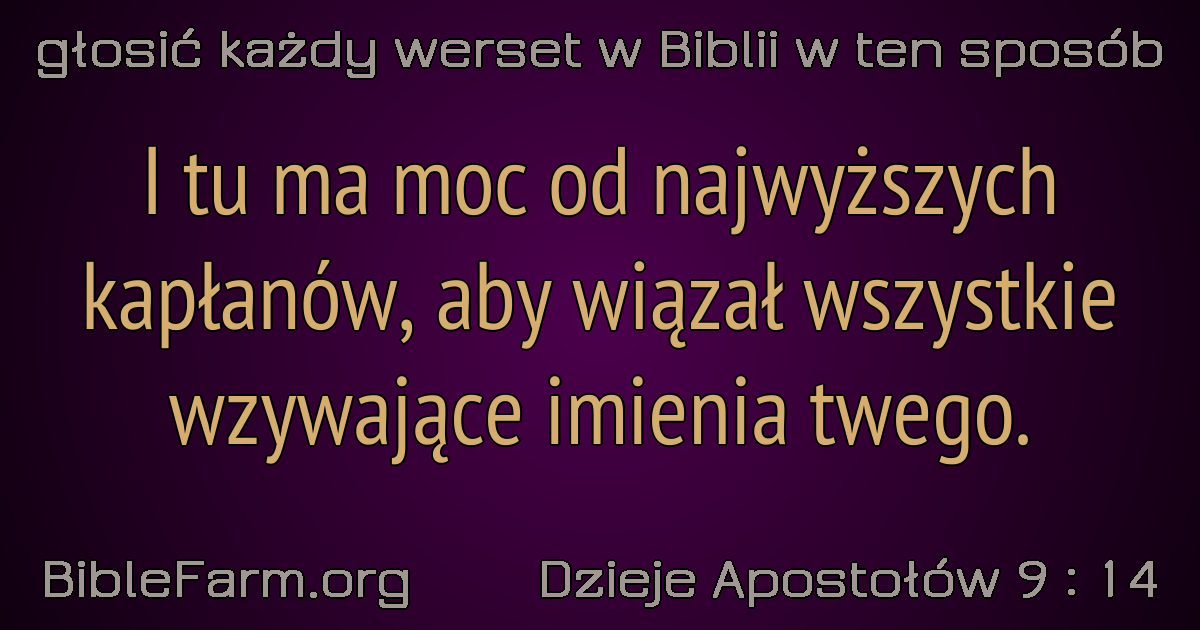 głosić każdy werset w Biblii w ten sposób
I tu ma moc od najwyższych
kapłanów, aby wiązał wszystkie
wzywające imienia twego.
BibleFarm.org
Dzieje Apostołów 9 : 14